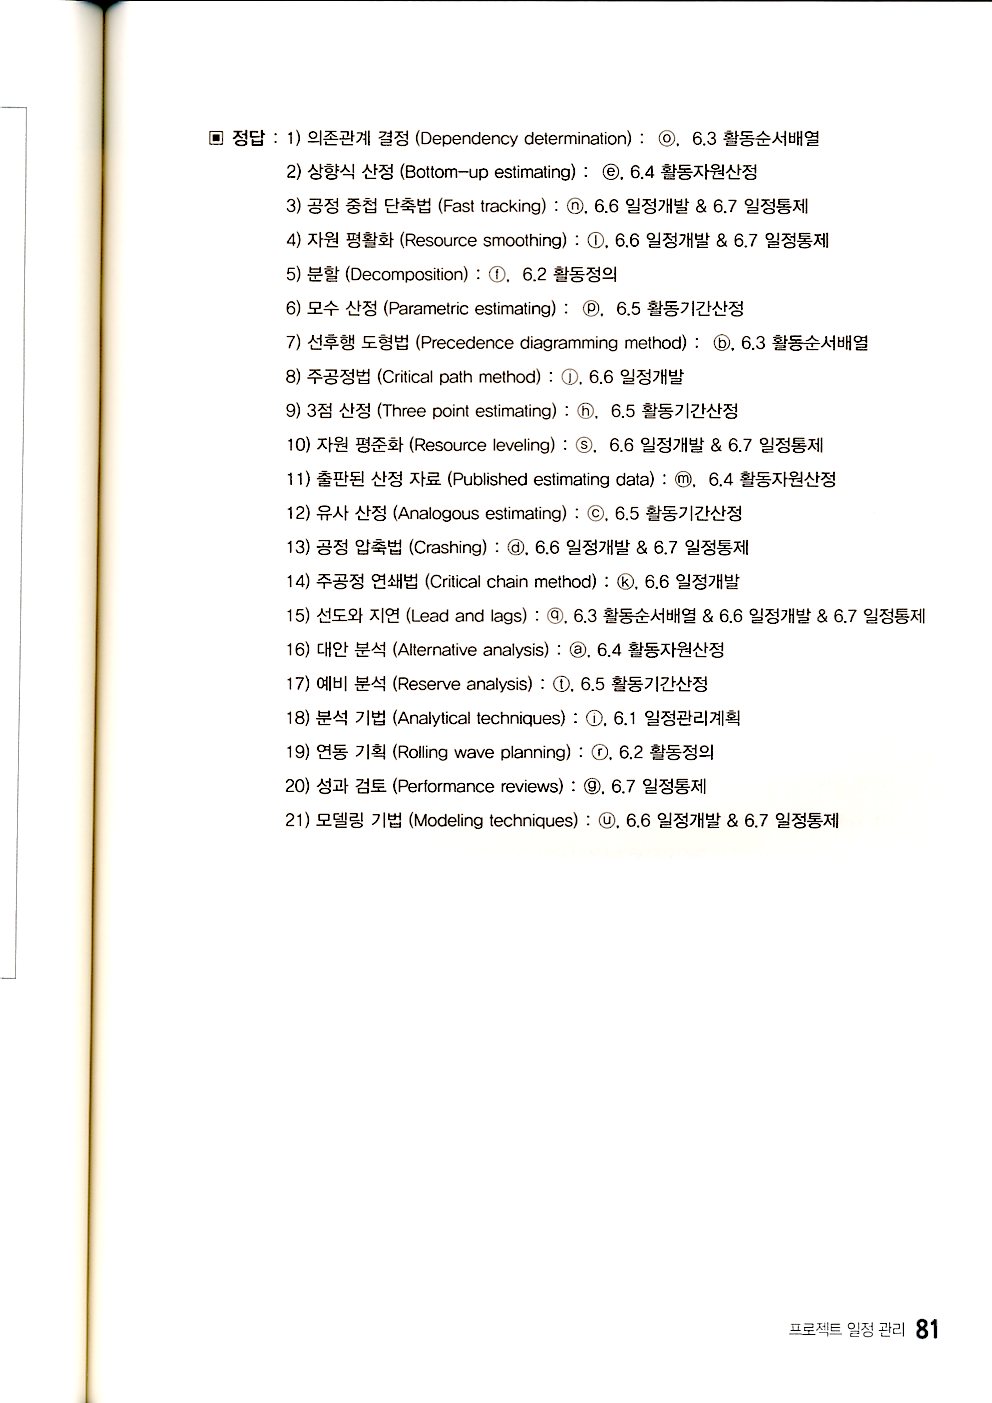 ▣ 정답 : 1) 의존관계 결정 (Dependency determination) : ⓞ, 6.3 활동순서배열
2) 상향식 산정 (Bottom-up estimating) : ⓔ, 6.4 활동자원산정
3) 공정 중첩 단축법 (Fast tracking) : ⓝ, 6.6 일정개발 & 6.7 일정통제
4) 자원 평활화 (Resource smoothing) : ⓛ, 6.6 일정개발 & 6.7 일정통제
5) 분할 (Decomposition) : ⓕ, 6.2 활동정의
6) 모수 산정 (Parametric estimating) : ⓟ, 6.5 활동기간산정
7) 선후행 도형법 (Precedence diagramming method) : ⓑ, 6.3 활동순서배열
8) 주공정법 (Critical path method) : ⓙ, 6.6 일정개발
9) 3점 산정 (Three point estimating) : ⓗ, 6.5 활동기간산정
10) 자원 평준화 (Resource leveling) : ⓢ, 6.6 일정개발 & 6.7 일정통제
11) 출판된 산정 자료 (Published estimating data) : ⓜ, 6.4 활동자원산정
12) 유사 산정 (Analogous estimating) : ⓒ, 6.5 활동기간산정
13) 공정 압축법 (Crashing) : ⓓ, 6.6 일정개발 & 6.7 일정통제
14) 주공정 연쇄법 (Critical chain method) : ⓚ, 6.6 일정개발
15) 선도와 지연 (Lead and lags) : ⓠ, 6.3 활동순서배열 & 6.6 일정개발 & 6.7 일정통제
16) 대안 분석 (Alternative analysis) : ⓐ, 6.4 활동자원산정
17) 예비 분석 (Reserve analysis) : ⓣ, 6.5 활동기간산정
18) 분석 기법 (Analytical techniques) : ⓘ, 6.1 일정관리계획
19) 연동 기획 (Rolling wave planning) : ⓡ, 6.2 활동정의
20) 성과 검토 (Performance reviews) : ⓖ, 6.7 일정통제
21) 모델링 기법 (Modeling techniques) : ⓤ, 6.6 일정개발 & 6.7 일정통제
프로젝트 일정 관리 81